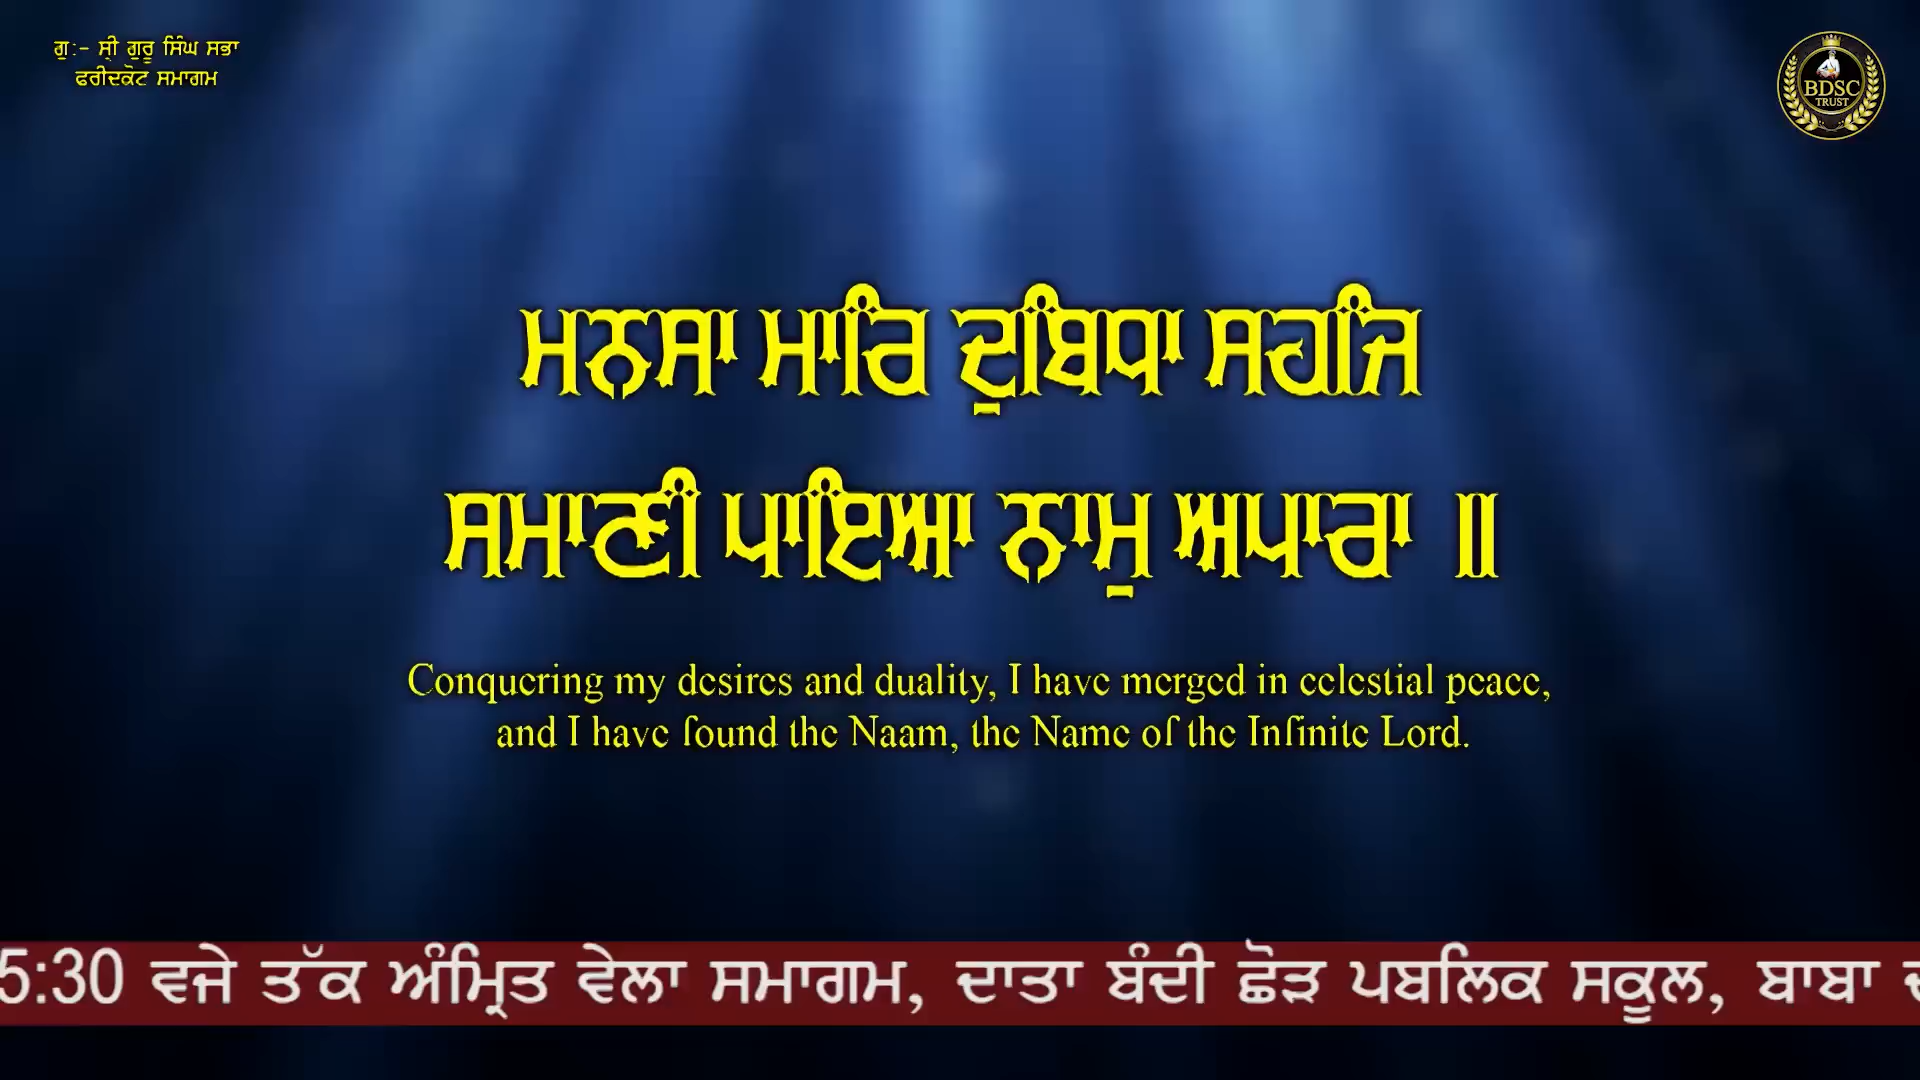 ਗੁ:- ਸ੍ਰੀ ਗੁਰੂ ਸਿੰਘ ਸਭਾ
ਫਰੀਦਕੋਟ ਸਮਾਗਮ
BDSC
TRUST
ਮਨਸਾ ਮਾਰਿ ਦੁਬਿਧਾ ਸਹਜਿ
ਸਮਾਣੀ ਪਾਇਆ ਨਾਮੁ ਅਪਾਰਾ ॥
Conquering my desires and duality, I have merged in celestial peace,
and I have found the Naam, the Name of the Infinite Lord.
5:30 ਵਜੇ ਤੱਕ ਅੰਮ੍ਰਿਤ ਵੇਲਾ ਸਮਾਗਮ, ਦਾਤਾ ਬੰਦੀ ਛੋੜ ਪਬਲਿਕ ਸਕੂਲ, ਬਾਬਾ